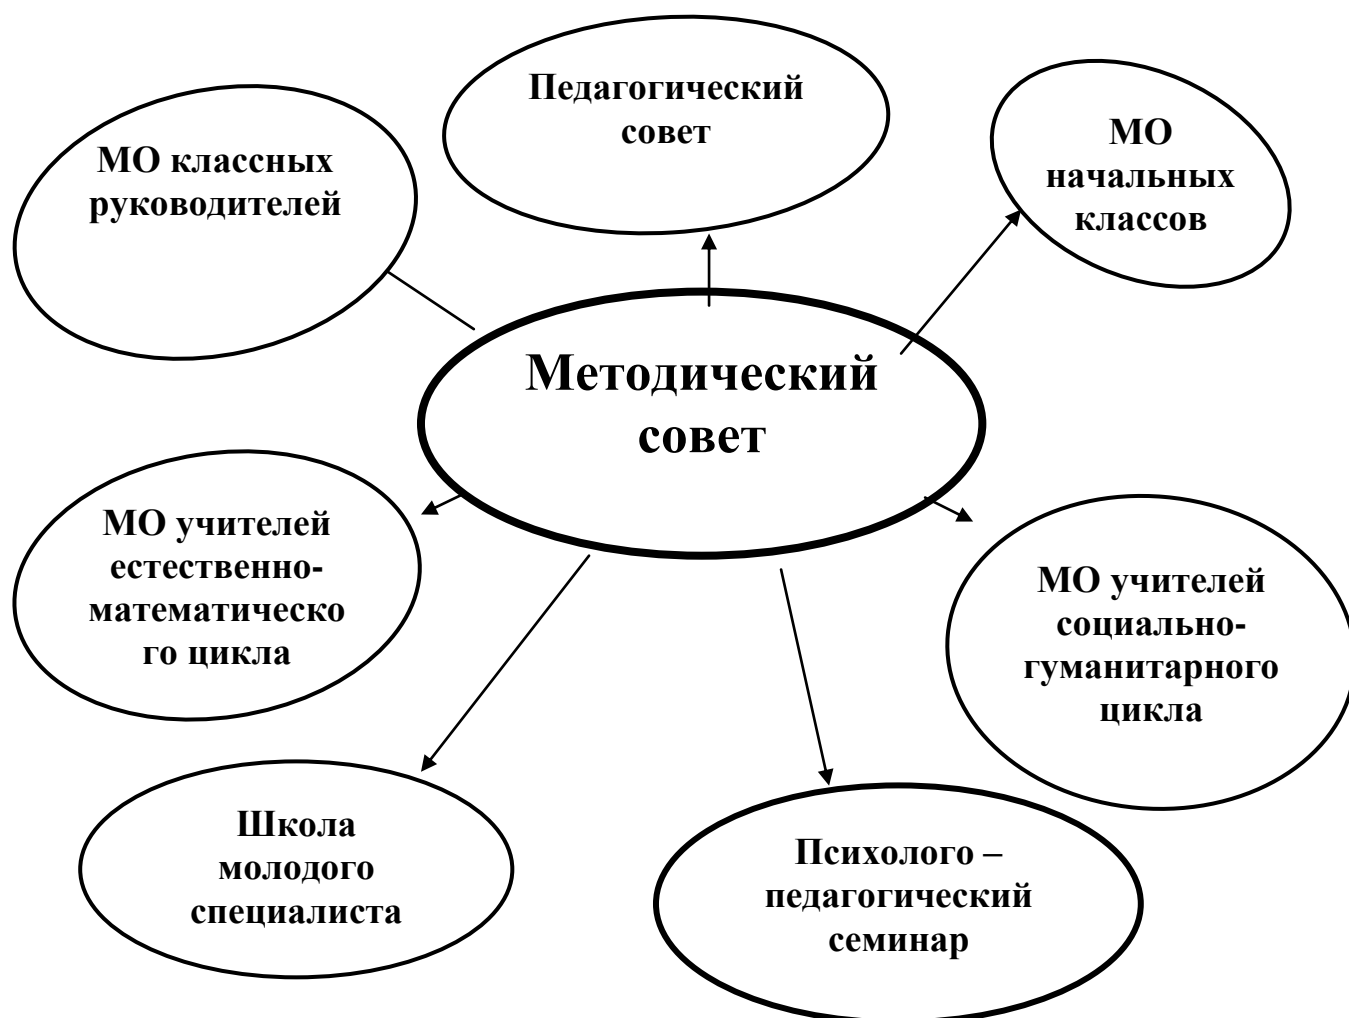 Педагогический
совет
МО классных
руководителей
МО
начальных
классов
Методический
совет
МО учителей
естественно-
математическо
го цикла
МО учителей
социально-
гуманитарного
цикла
Школа
молодого
специалиста
Психолого –
педагогический
семинар